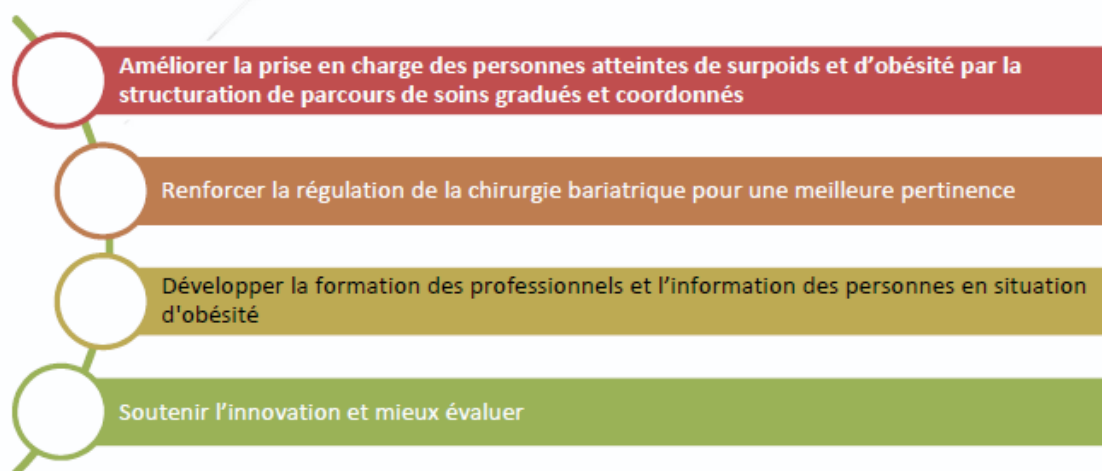 Améliorer la prise en charge des personnes atteintes de surpoids et d’obésité par la
structuration de parcours de soins gradués et coordonnés
Renforcer la régulation de la chirurgie bariatrique pour une meilleure pertinence
Développer la formation des professionnels et l’information des personnes en situation
d'obésité
Soutenir l’innovation et mieux évaluer